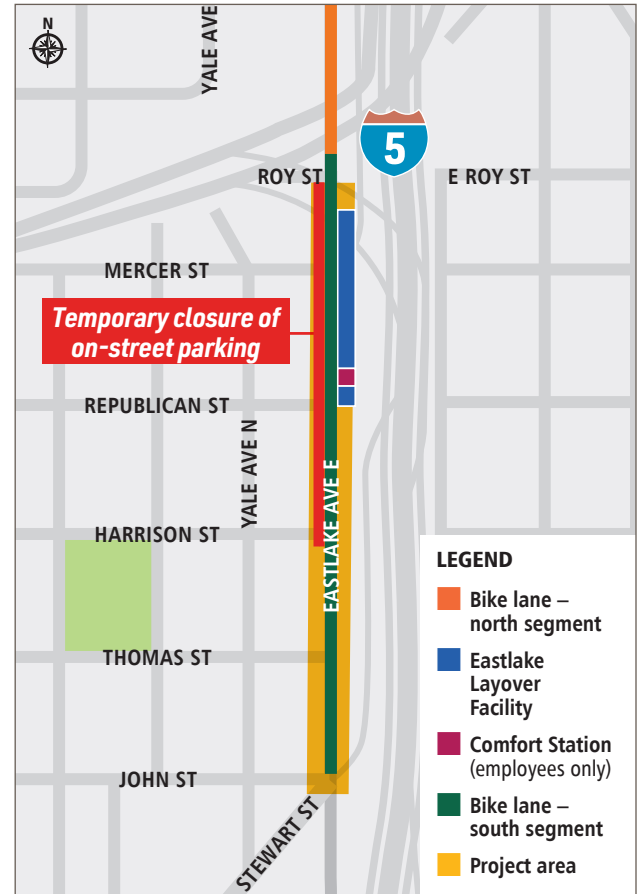 N
YALE AVE
5
ROY ST
E ROY ST
MERCER ST
Temporary closure of
on-street parking
REPUBLICAN ST
YALE AVE N
EASTLAKE AVE E
HARRISON ST
THOMAS ST
JOHN ST
STEWART ST
LEGEND
Bike lane –
north segment
Eastlake
Layover
Facility
Comfort Station
(employees only)
Bike lane –
south segment
Project area